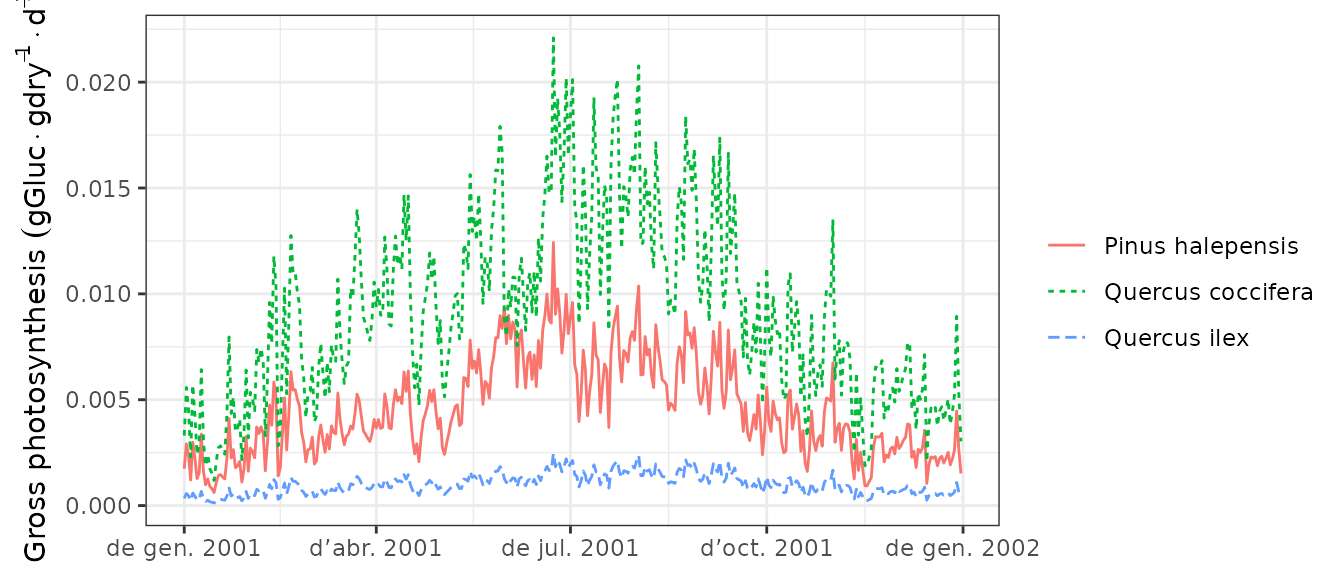 Gross photosynthesis (gGluc · gdry⁻¹ · d⁻
0.020
0.015
0.010
0.005
0.000
de gen. 2001
d’abr. 2001
de jul. 2001
d’oct. 2001
de gen. 2002
Pinus halepensis
Quercus coccifera
Quercus ilex